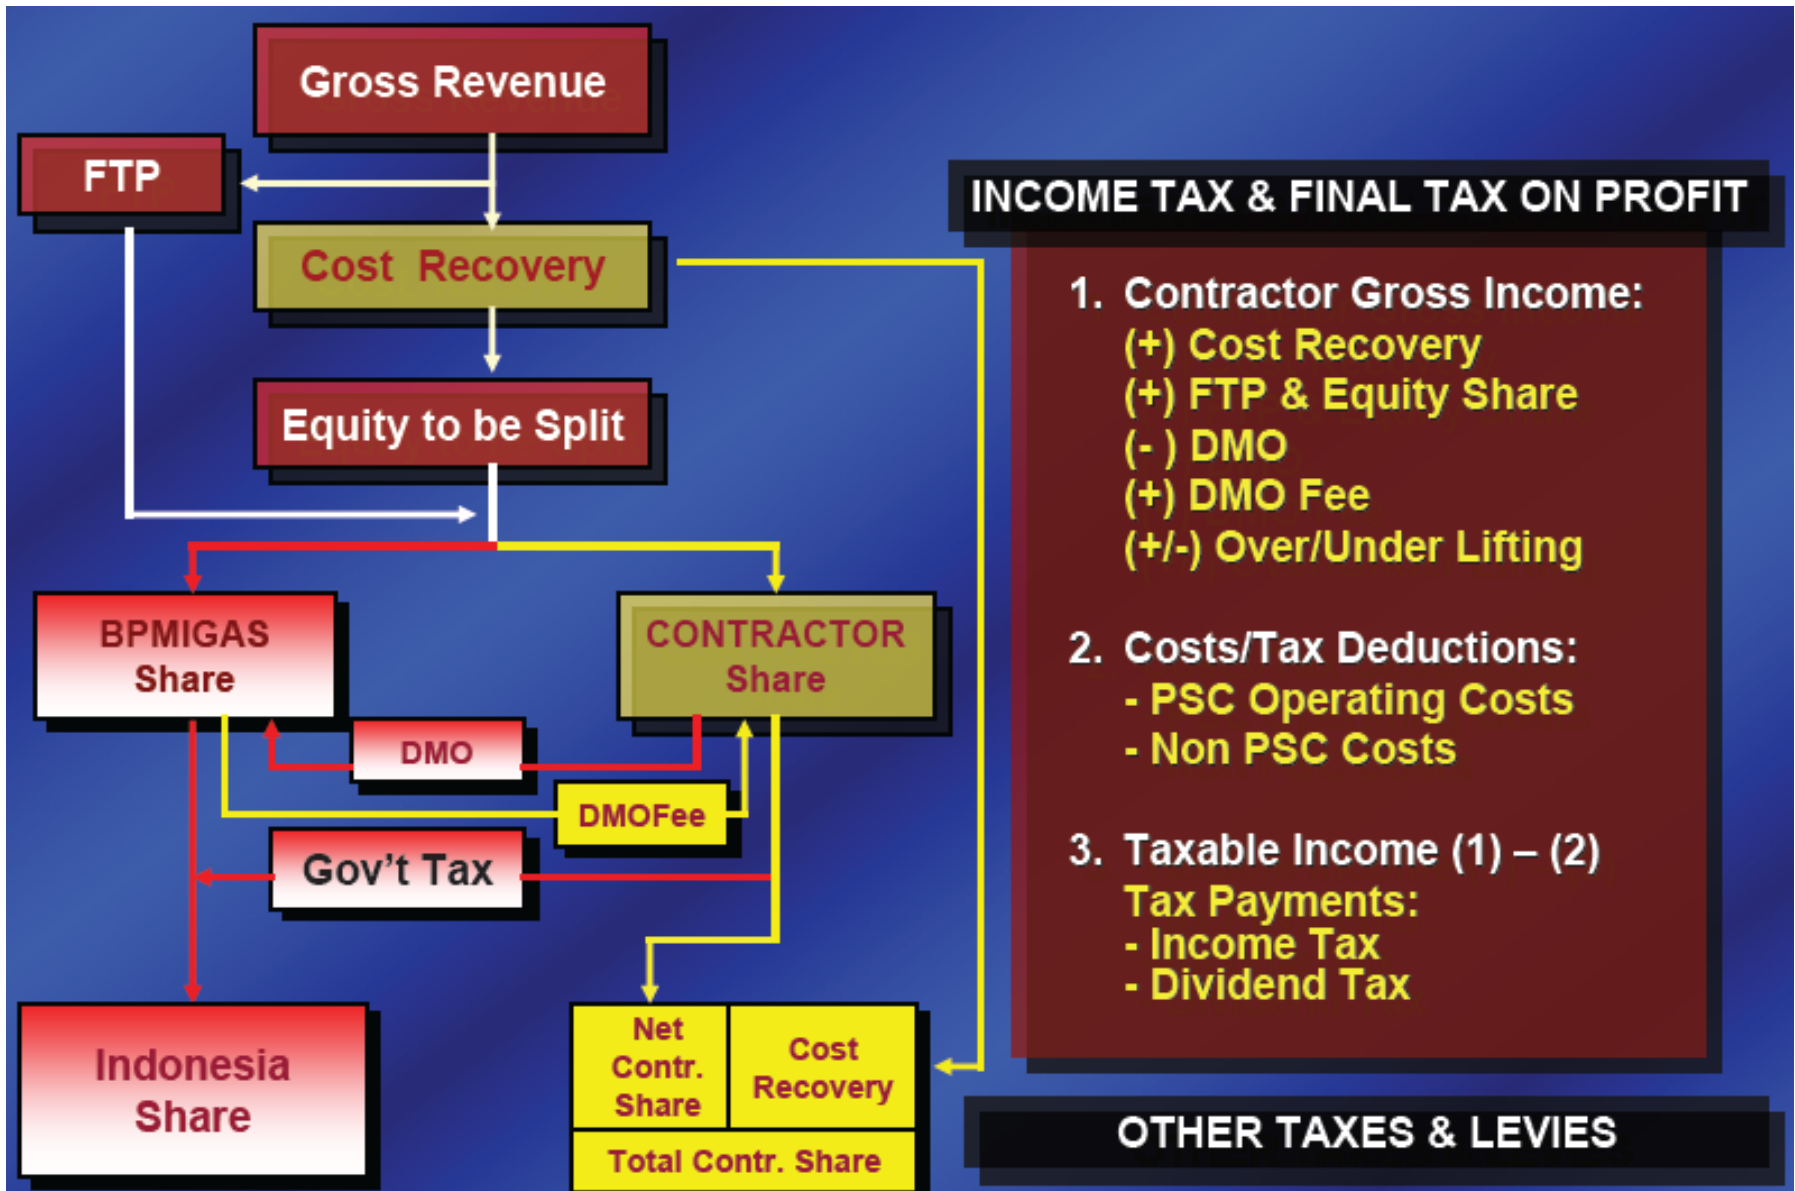 Gross Revenue
FTP
Cost Recovery
Equity to be Split
BPMIGAS
Share
CONTRACTOR
Share
DMO
DMOFee
Gov't Tax
Indonesia
Share
Net
Contr.
Share
Cost
Recovery
Total Contr. Share
INCOME TAX & FINAL TAX ON PROFIT
1. Contractor Gross Income:
(+) Cost Recovery
(+) FTP & Equity Share
(- ) DMO
(+) DMO Fee
(+/-) Over/Under Lifting
2. Costs/Tax Deductions:
- PSC Operating Costs
- Non PSC Costs
3. Taxable Income (1) – (2)
Tax Payments:
- Income Tax
- Dividend Tax
OTHER TAXES & LEVIES